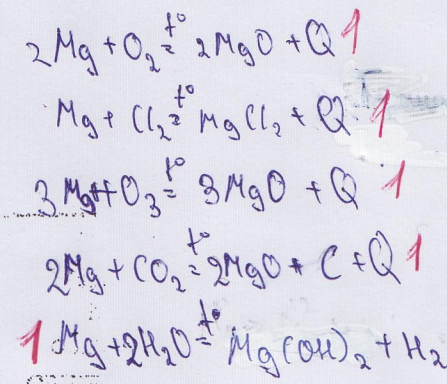 2Mg + O₂ =t° 2MgO + Q 1
Mg + Cl₂ =t° MgCl₂ + Q 1
3Mg + O₃ =t° 3MgO + Q 1
2Mg + CO₂ =t° 2MgO + C + Q 1
1 Mg + 2H₂O =t° Mg(OH)₂ + H₂